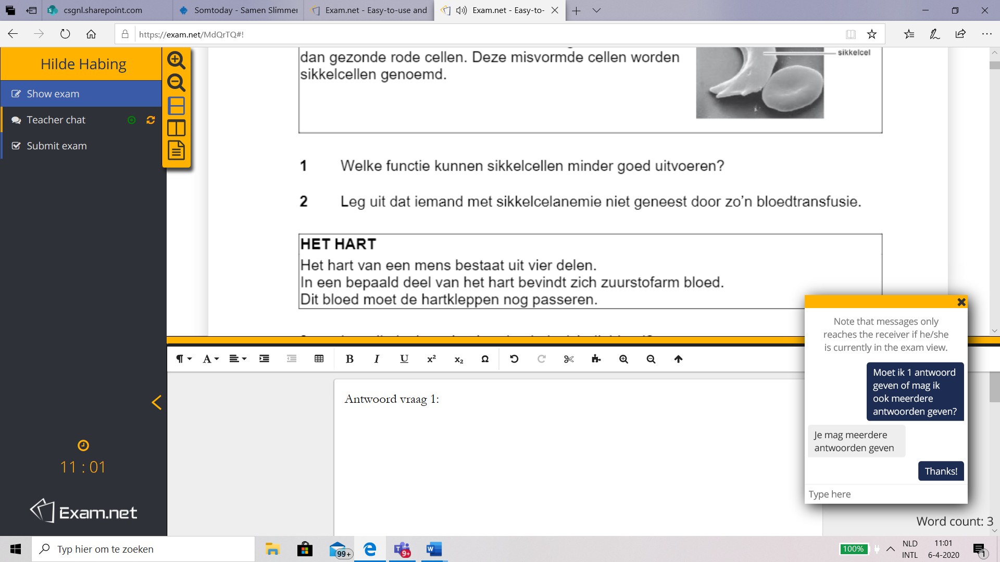 csgnl.sharepoint.com
Somtoday - Samen Slimmer
Exam.net - Easy-to-use and
Exam.net - Easy-to-
https://exam.net/MdQrTQ#!
Hilde Habing
Show exam
Teacher chat
Submit exam
11 : 01
Exam.net
dan gezonde rode cellen. Deze misvormde cellen worden
sikkelcellen genoemd.
sikkelcel
1 Welke functie kunnen sikkelcellen minder goed uitvoeren?
2 Leg uit dat iemand met sikkelcelanemie niet geneest door zo'n bloedtransfusie.
HET HART
Het hart van een mens bestaat uit vier delen.
In een bepaald deel van het hart bevindt zich zuurstofarm bloed.
Dit bloed moet de hartkleppen nog passeren.
¶ A B I U x² x₂ Ω
Antwoord vraag 1:
Note that messages only
reaches the receiver if he/she
is currently in the exam view.
Moet ik 1 antwoord
geven of mag ik
ook meerdere
antwoorden geven?
Je mag meerdere
antwoorden geven
Thanks!
Type here
Word count: 3
Typ hier om te zoeken
99+
9+
100%
NLD
INTL
11:01
6-4-2020
1